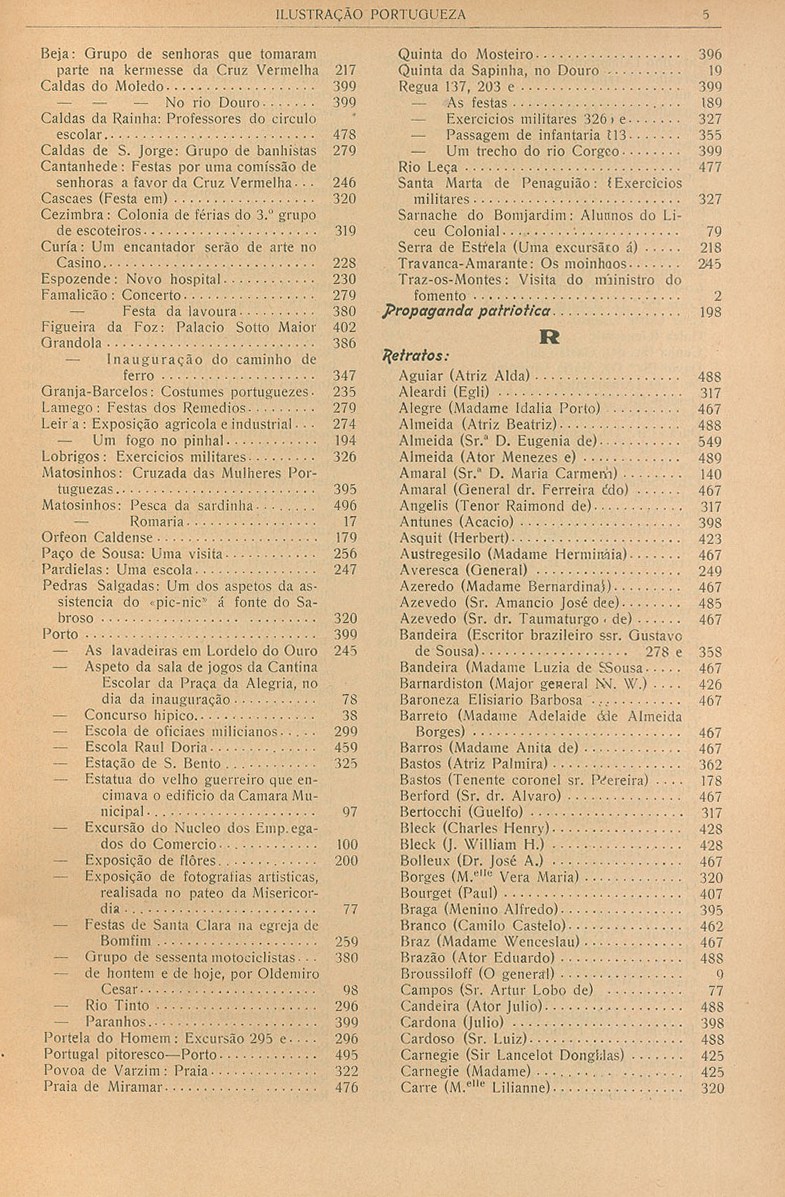 ILUSTRAÇÃO PORTUGUEZA 5
Beja: Grupo de senhoras que tomaram
parte na kermesse da Cruz Vermelha 217
Caldas do Moledo 399
— — — No rio Douro 399
Caldas da Rainha: Professores do circulo
escolar 478
Caldas de S. Jorge: Grupo de banhistas 279
Cantanhede: Festas por uma comissão de
senhoras a favor da Cruz Vermelha 246
Cascaes (Festa em) 320
Cezimbra: Colonia de férias do 3.º grupo
de escoteiros 319
Curía: Um encantador serão de arte no
Casino 228
Espozende: Novo hospital 230
Famalicão: Concerto 279
— Festa da lavoura 380
Figueira da Foz: Palacio Sotto Maior 402
Grandola 386
— Inauguração do caminho de
ferro 347
Granja-Barcelos: Costumes portuguezes 235
Lamego: Festas dos Remedios 279
Leir a: Exposição agricola e industrial 274
— Um fogo no pinhal 194
Lobrigos: Exercicios militares 326
Matosinhos: Cruzada das Mulheres Por-
tuguezas 395
Matosinhos: Pesca da sardinha 496
— Romaria 17
Orfeon Caldense 179
Paço de Sousa: Uma visita 256
Pardielas: Uma escola 247
Pedras Salgadas: Um dos aspetos da as-
sistencia do «pic-nic» á fonte do Sa-
broso 320
Porto 399
— As lavadeiras em Lordelo do Ouro 245
— Aspeto da sala de jogos da Cantina
Escolar da Praça da Alegria, no
dia da inauguração 78
— Concurso hipico 38
— Escola de oficiaes milicianos 299
— Escola Raul Doria 459
— Estação de S. Bento 325
— Estatua do velho guerreiro que en-
cimava o edificio da Camara Mu-
nicipal 97
— Excursão do Nucleo dos Emp.ega-
dos do Comercio 100
— Exposição de flôres 200
— Exposição de fotografias artisticas,
realisada no pateo da Misericor-
dia 77
— Festas de Santa Clara na egreja de
Bomfim 259
— Grupo de sessenta motociclistas 380
— de hontem e de hoje, por Oldemiro
Cesar 98
— Rio Tinto 296
— Paranhos 399
Portela do Homem: Excursão 295 e 296
Portugal pitoresco—Porto 495
Povoa de Varzim: Praia 322
Praia de Miramar 476
Quinta do Mosteiro 396
Quinta da Sapinha, no Douro 19
Regua 137, 203 e 399
— As festas 189
— Exercicios militares 326 e 327
— Passagem de infantaria 13 355
— Um trecho do rio Corgo 399
Rio Leça 477
Santa Marta de Penaguião: Exercicios
militares 327
Sarnache do Bomjardim: Alunnos do Li-
ceu Colonial 79
Serra de Estrela (Uma excursão á) 218
Travanca-Amarante: Os moinhos 245
Traz-os-Montes: Visita do ministro do
fomento 2
Propaganda patriotica 198
R
Retratos:
Aguiar (Atriz Alda) 488
Aleardi (Egli) 317
Alegre (Madame Idalia Porto) 467
Almeida (Atriz Beatriz) 488
Almeida (Sr.ª D. Eugenia de) 549
Almeida (Ator Menezes e) 489
Amaral (Sr.ª D. Maria Carmem) 140
Amaral (General dr. Ferreira do) 467
Angelis (Tenor Raimond de) 317
Antunes (Acacio) 398
Asquit (Herbert) 423
Austregesilo (Madame Herminia) 467
Averesca (General) 249
Azeredo (Madame Bernardina) 467
Azevedo (Sr. Amancio José de) 485
Azevedo (Sr. dr. Taumaturgo de) 467
Bandeira (Escritor brazileiro sr. Gustavo
de Sousa) 278 e 358
Bandeira (Madame Luzia de Sousa 467
Barnardiston (Major general N. W.) 426
Baroneza Elisiario Barbosa 467
Barreto (Madame Adelaide de Almeida
Borges) 467
Barros (Madame Anita de) 467
Bastos (Atriz Palmira) 362
Bastos (Tenente coronel sr. Pereira) 178
Berford (Sr. dr. Alvaro) 467
Bertocchi (Guelfo) 317
Bleck (Charles Henry) 428
Bleck (J. William H.) 428
Bolleux (Dr. José A.) 467
Borges (M.elle Vera Maria) 320
Bourget (Paul) 407
Braga (Menino Alfredo) 395
Branco (Camilo Castelo) 462
Braz (Madame Wenceslau) 467
Brazão (Ator Eduardo) 488
Broussiloff (O general) 9
Campos (Sr. Artur Lobo de) 77
Candeira (Ator Julio) 488
Cardona (Julio) 398
Cardoso (Sr. Luiz) 488
Carnegie (Sir Lancelot Donglas) 425
Carnegie (Madame) 425
Carre (M.elle Lilianne) 320